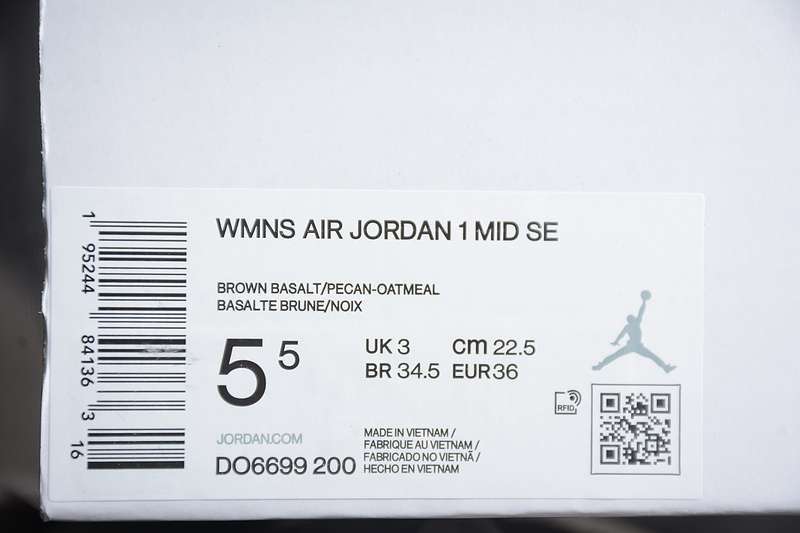 WMNS AIR JORDAN 1 MID SE
BROWN BASALT/PECAN-OATMEAL
BASALTE BRUNE/NOIX
5 5
UK 3 cm 22.5
BR 34.5 EUR 36
RFID
JORDAN.COM
DO6699 200
MADE IN VIETNAM /
FABRIQUE AU VIETNAM /
FABRICADO NO VIETNÃ /
HECHO EN VIETNAM
1 95244 84136 3 16